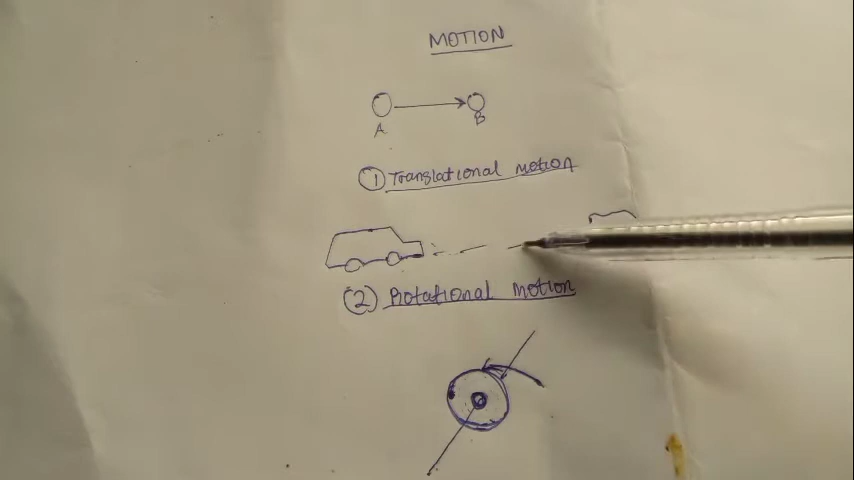 MOTION
A B
① Translational motion
(2) Rotational motion